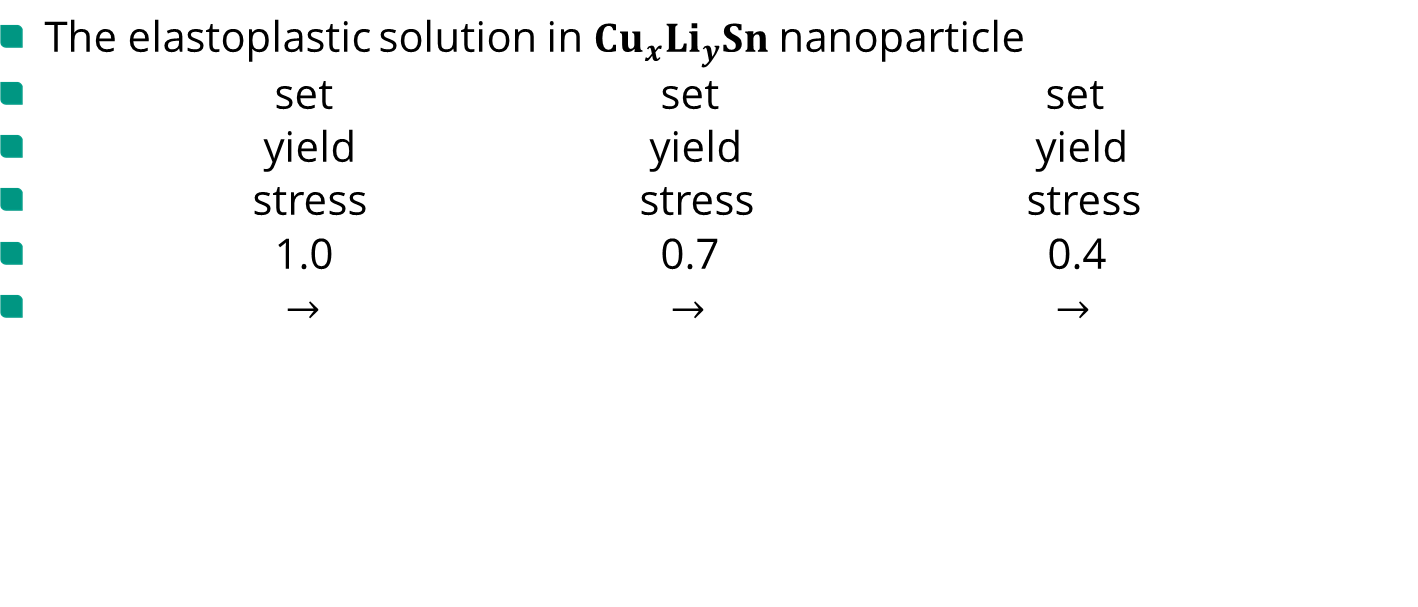 The elastoplastic solution in CuₓLiᵧSn nanoparticle
set set set
yield yield yield
stress stress stress
1.0 0.7 0.4
→ → →